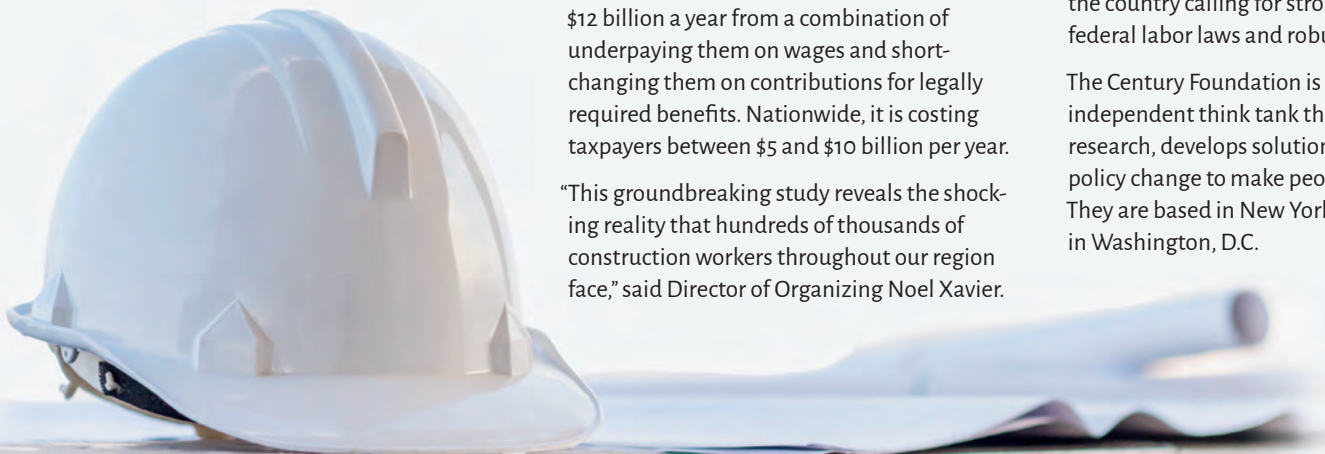 $12 billion a year from a combination of
underpaying them on wages and short-
changing them on contributions for legally
required benefits. Nationwide, it is costing
taxpayers between $5 and $10 billion per year.
“This groundbreaking study reveals the shock-
ing reality that hundreds of thousands of
construction workers throughout our region
face,” said Director of Organizing Noel Xavier.
the country calling for
federal labor laws and
The Century Foundation is
independent think tank
research, develops
policy change to make
They are based in New
in Washington, D.C.